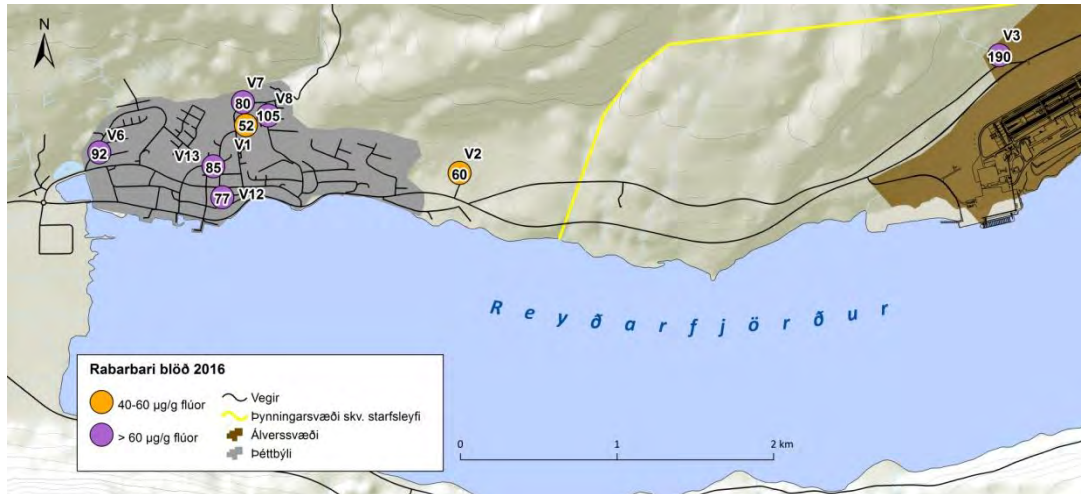 N
V3
190
V7
80
V8
105
52
V1
V6
92
V13
85
V2
60
77
V12
Reyðarfjörður
Rabarbari blöð 2016
40-60 µg/g flúor
> 60 µg/g flúor
Vegir
Þynningarsvæði skv. starfsleyfi
Álverssvæði
Þéttbýli
0 1 2 km